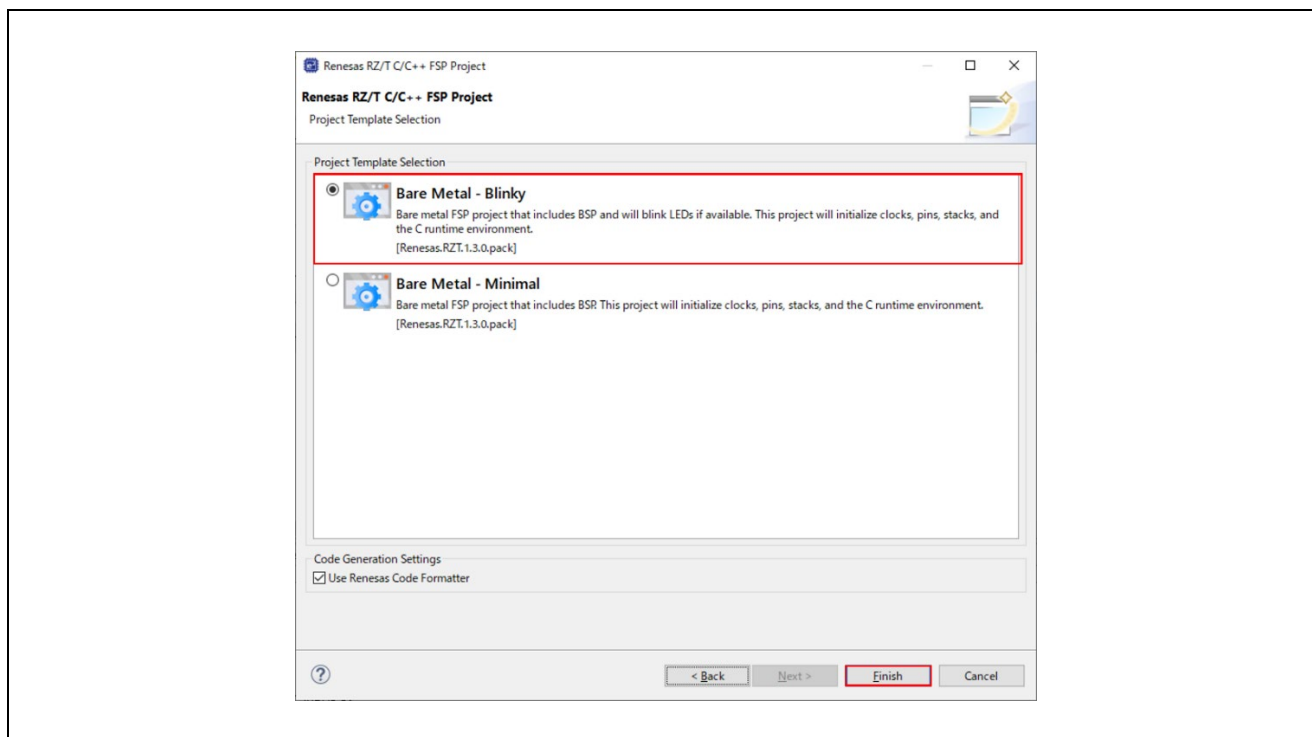 Renesas RZ/T C/C++ FSP Project
Renesas RZ/T C/C++ FSP Project
Project Template Selection
Project Template Selection
Bare Metal - Blinky
Bare metal FSP project that includes BSP and will blink LEDs if available. This project will initialize clocks, pins, stacks, and
the C runtime environment.
[Renesas.RZT.1.3.0.pack]
Bare Metal - Minimal
Bare metal FSP project that includes BSP. This project will initialize clocks, pins, stacks, and the C runtime environment.
[Renesas.RZT.1.3.0.pack]
Code Generation Settings
Use Renesas Code Formatter
? < Back Next > Finish Cancel